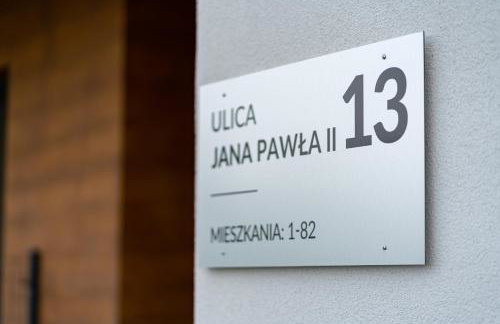 ULICA
JANA PAWŁA II 13
MIESZKANIA: 1-82